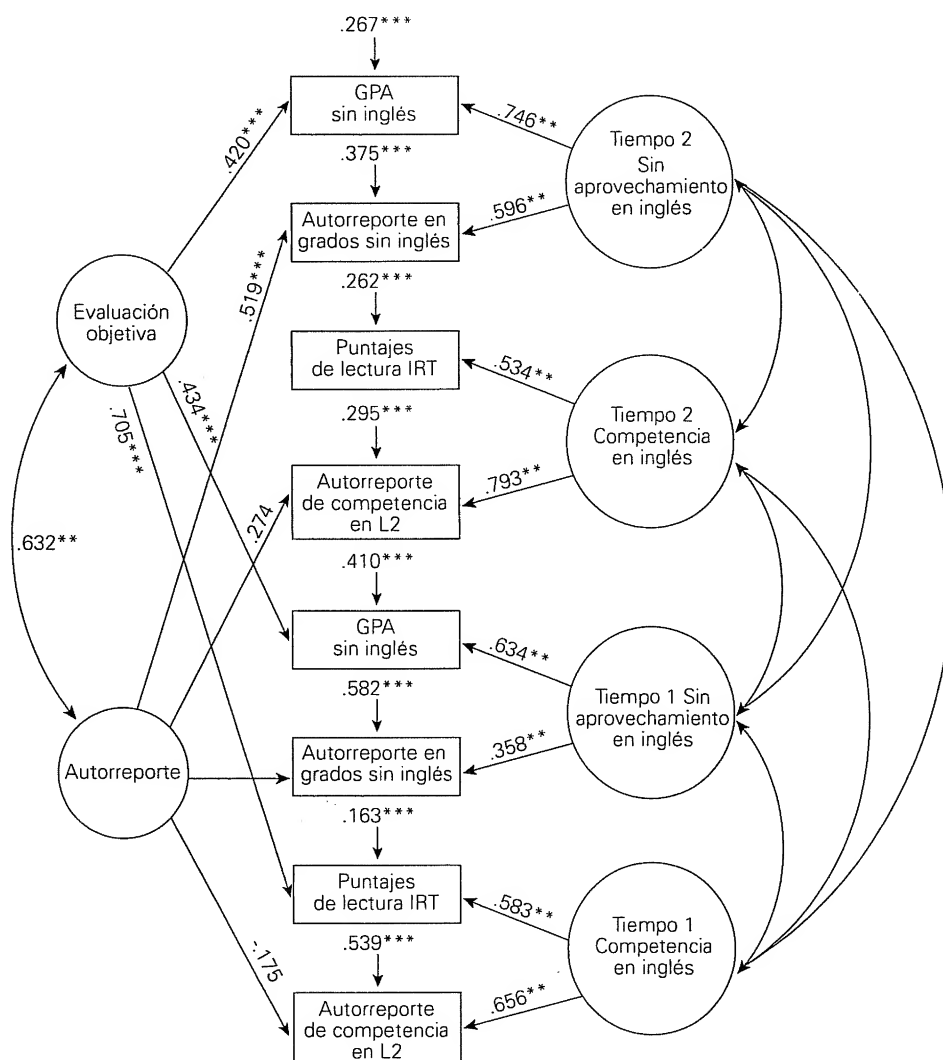 .267***
GPA
sin inglés
.420***
.746**
Tiempo 2
Sin
aprovechamiento
en inglés
.375***
Autorreporte en
grados sin inglés
.596**
.519***
Evaluación
objetiva
.262***
Puntajes
de lectura IRT
.534**
.434***
.705***
.295***
Tiempo 2
Competencia
en inglés
Autorreporte
de competencia
en L2
.793**
.274
.632**
.410***
GPA
sin inglés
.634**
.582***
Tiempo 1 Sin
aprovechamiento
en inglés
Autorreporte
Autorreporte en
grados sin inglés
.358**
.163***
Puntajes
de lectura IRT
.583**
Tiempo 1
Competencia
en inglés
.539***
-.175
Autorreporte
de competencia
en L2
.656**